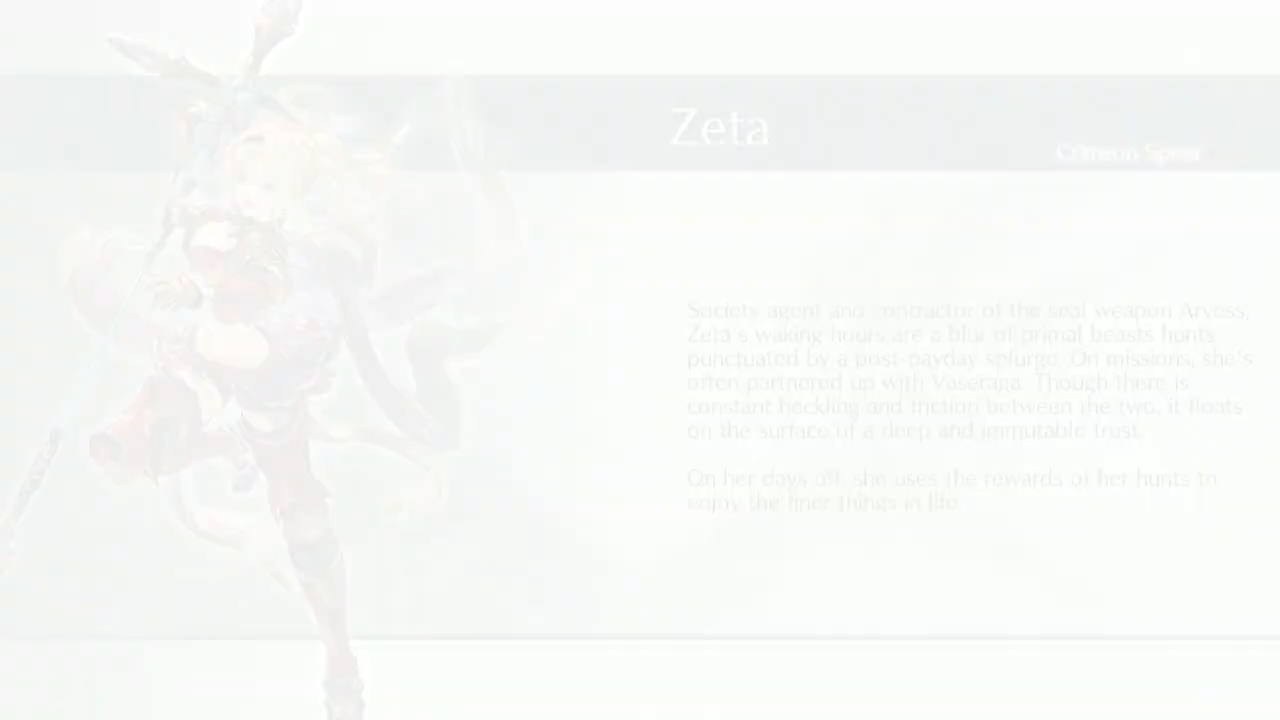 Zeta
Crimson Spear
Society agent and contractor of the seal weapon Arvess,
Zeta's waking hours are a blur of primal beasts hunts
punctuated by a post-payday splurge. On missions, she's
often partnered up with Vaseraga. Though there is
constant heckling and friction between the two, it floats
on the surface of a deep and immutable trust.
On her days off, she uses the rewards of her hunts to
enjoy the finer things in life.